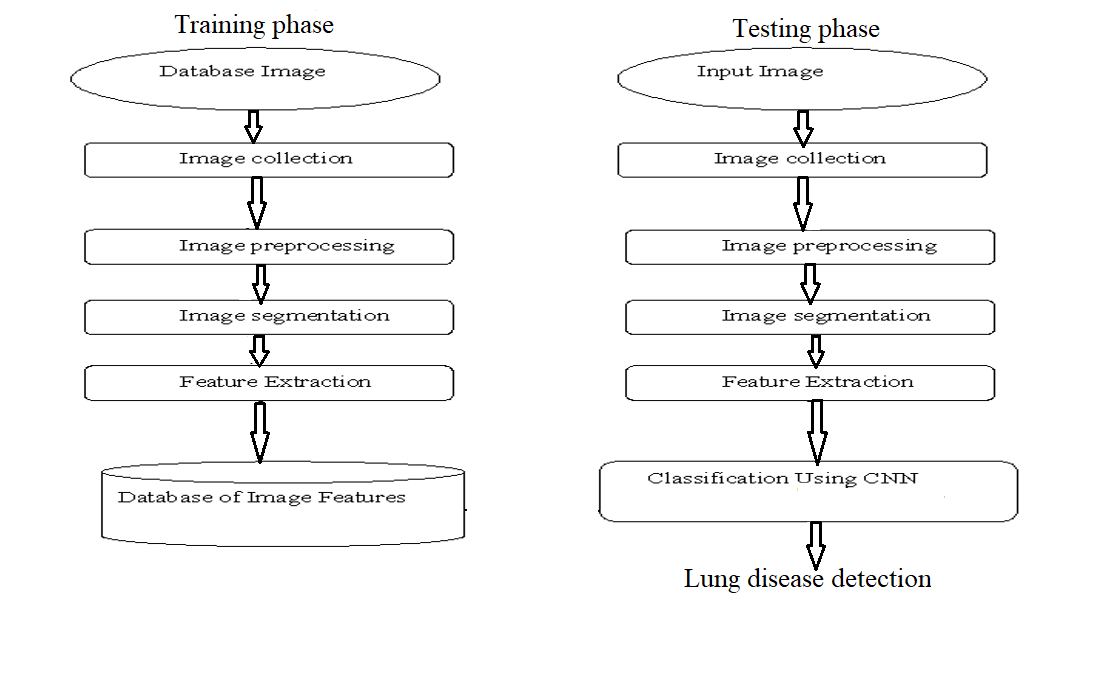 Training phase
Database Image
Image collection
Image preprocessing
Image segmentation
Feature Extraction
Database of Image Features
Testing phase
Input Image
Image collection
Image preprocessing
Image segmentation
Feature Extraction
Classification Using CNN
Lung disease detection